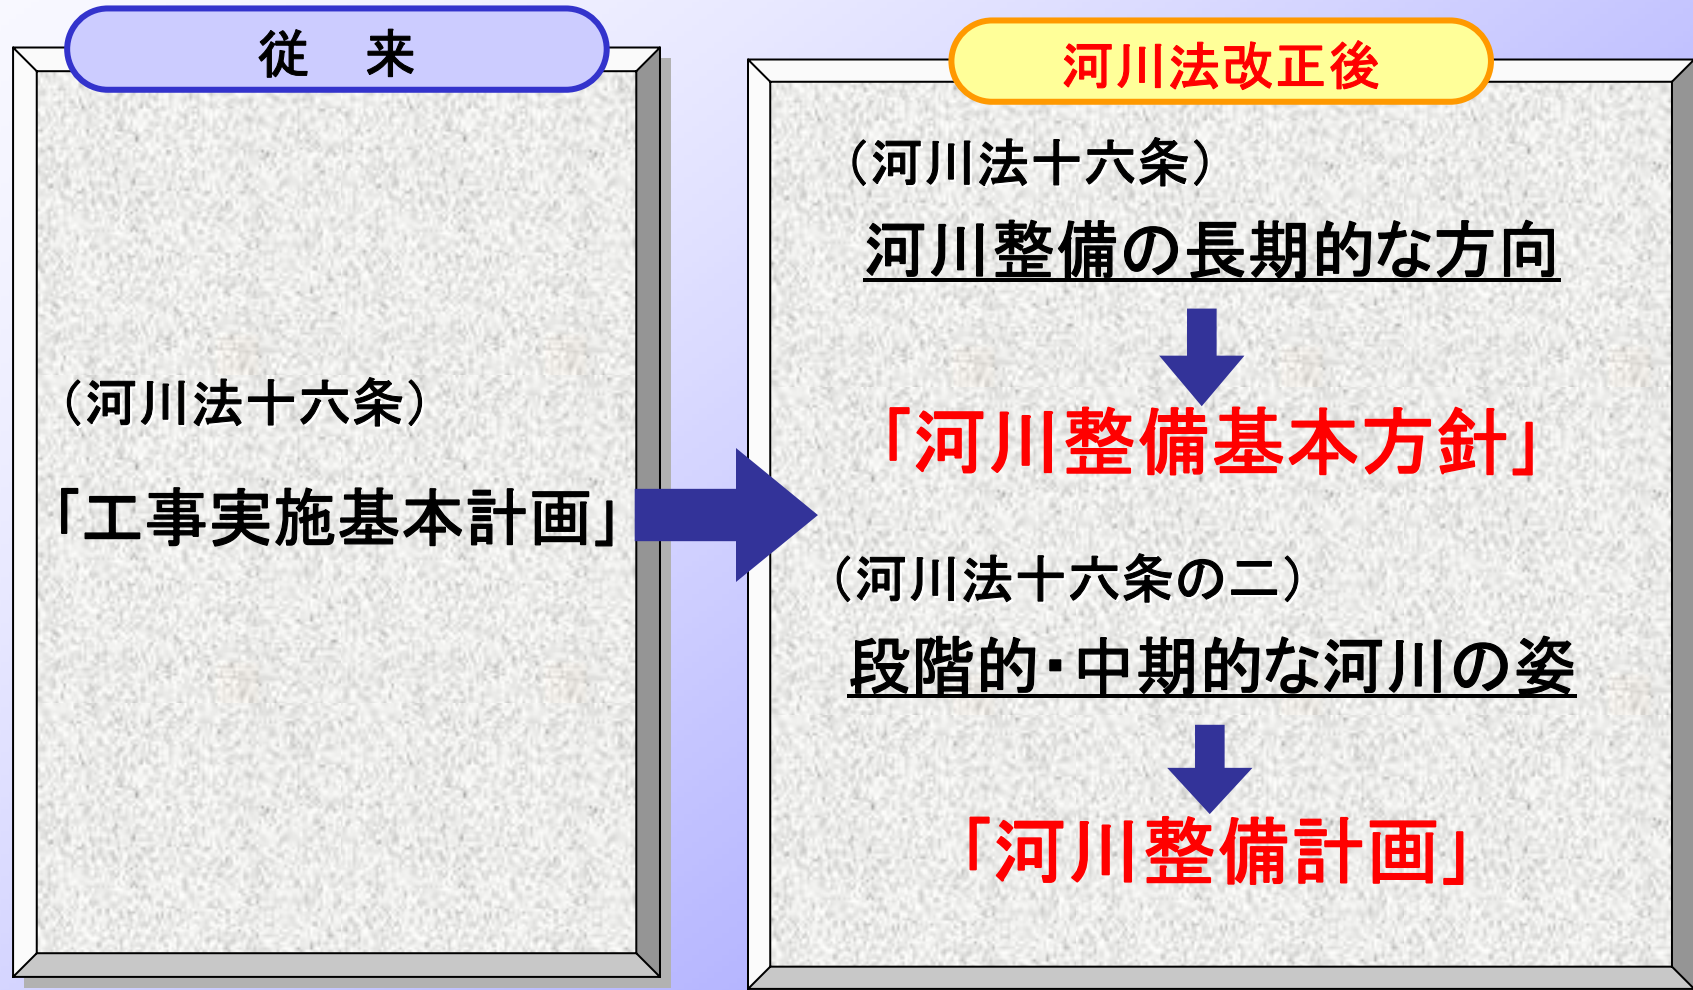 従　来
（河川法十六条）
「工事実施基本計画」
河川法改正後
（河川法十六条）
河川整備の長期的な方向
「河川整備基本方針」
（河川法十六条の二）
段階的・中期的な河川の姿
「河川整備計画」